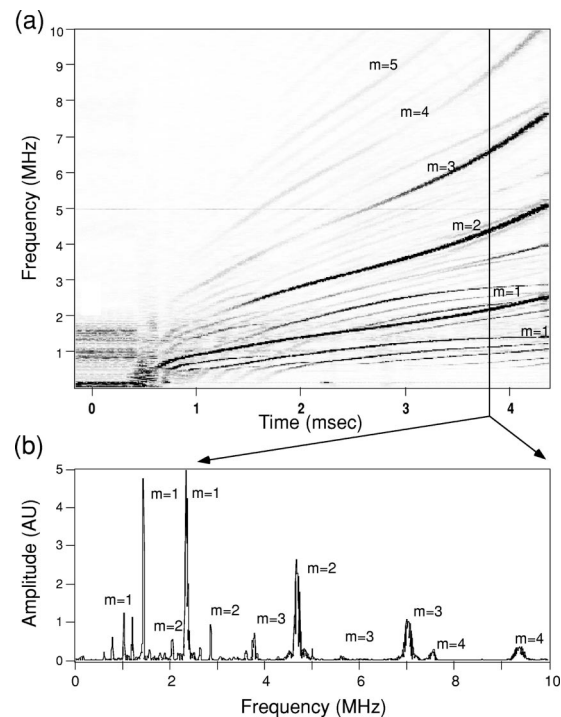 (a)
10
9
8
7
6
5
4
3
2
1
Frequency (MHz)
m=5
m=4
m=3
m=2
m=1
m=1
0
1
2
3
4
Time (msec)
(b)
5
4
3
2
1
0
Amplitude (AU)
m=1
m=1
m=1
m=2
m=2
m=2
m=3
m=3
m=3
m=4
m=4
0
2
4
6
8
10
Frequency (MHz)